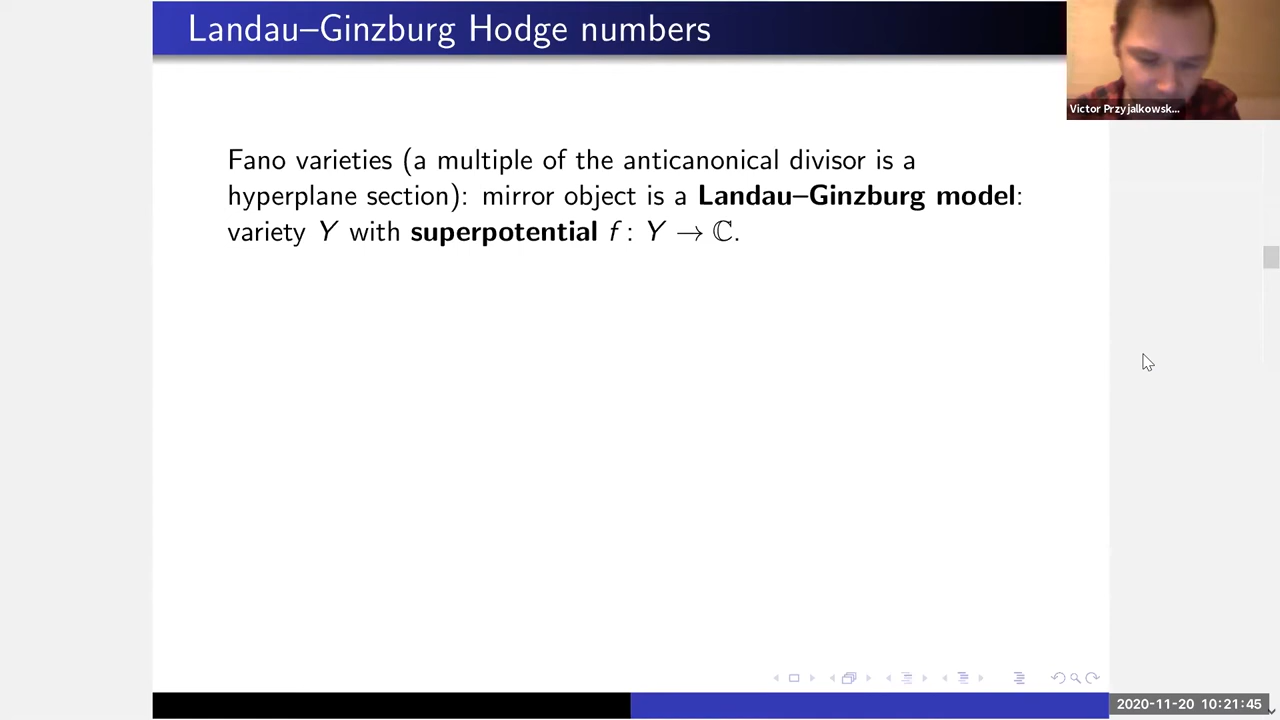 Landau–Ginzburg Hodge numbers
Victor Przyjalkowsk...
Fano varieties (a multiple of the anticanonical divisor is a
hyperplane section): mirror object is a Landau–Ginzburg model:
variety Y with superpotential f : Y → ℂ.
2020-11-20 10:21:45